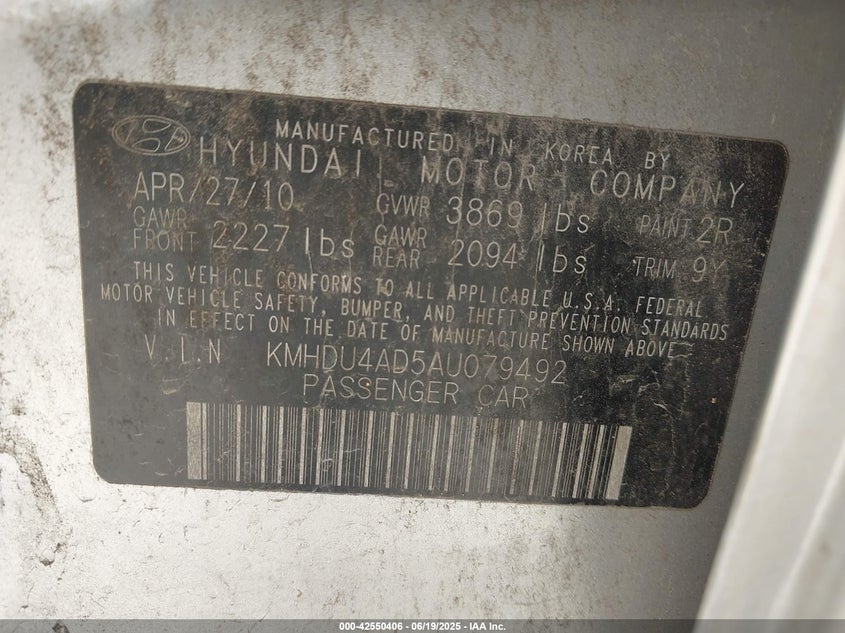 MANUFACTURED IN KOREA BY
HYUNDAI MOTOR COMPANY
APR/27/10 GVWR 3869 lbs PAINT 2R
GAWR FRONT 2227 lbs GAWR REAR 2094 lbs TRIM 9Y
THIS VEHICLE CONFORMS TO ALL APPLICABLE U.S.A. FEDERAL
MOTOR VEHICLE SAFETY, BUMPER, AND THEFT PREVENTION STANDARDS
IN EFFECT ON THE DATE OF MANUFACTURE SHOWN ABOVE
V.I.N KMHDU4AD5AU079492
PASSENGER CAR
000-42550406 - 06/19/2025 - IAA Inc.